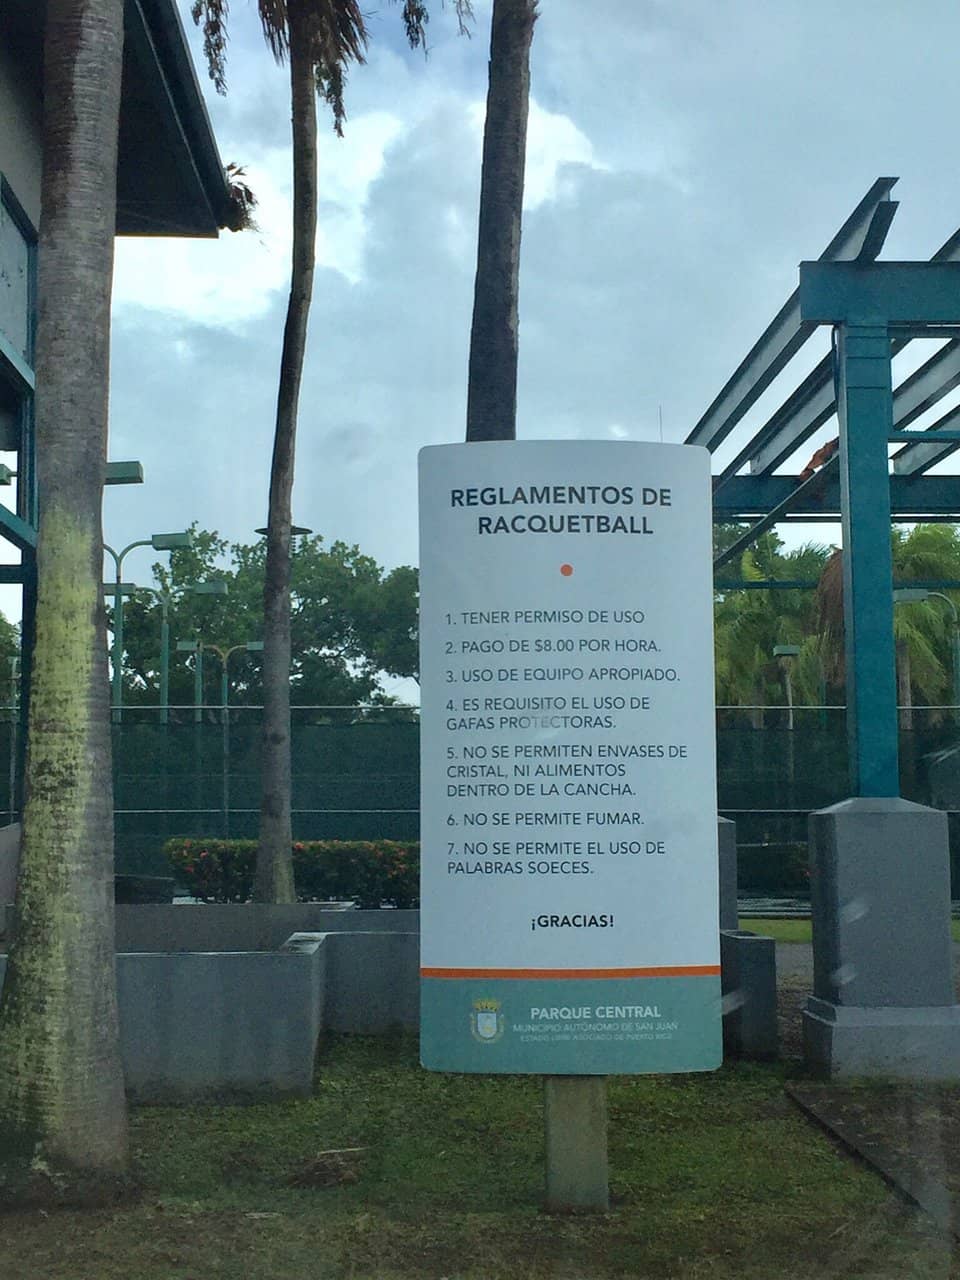 REGLAMENTOS DE
RACQUETBALL
1. TENER PERMISO DE USO
2. PAGO DE $8.00 POR HORA.
3. USO DE EQUIPO APROPIADO.
4. ES REQUISITO EL USO DE
GAFAS PROTECTORAS.
5. NO SE PERMITEN ENVASES DE
CRISTAL, NI ALIMENTOS
DENTRO DE LA CANCHA.
6. NO SE PERMITE FUMAR.
7. NO SE PERMITE EL USO DE
PALABRAS SOECES.
¡GRACIAS!
PARQUE CENTRAL
MUNICIPIO AUTÓNOMO DE SAN JUAN
ESTADO LIBRE ASOCIADO DE PUERTO RICO